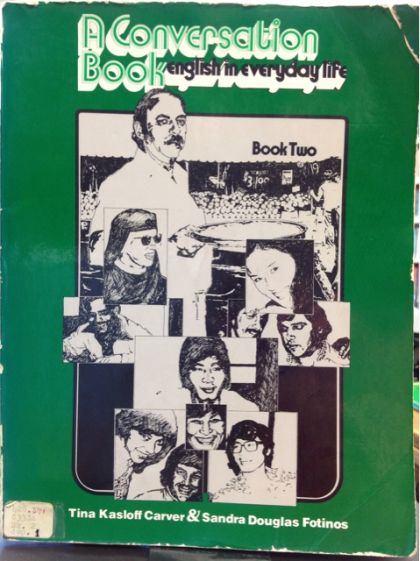 A Conversation
Book english in everyday life
Book Two
Tina Kasloff Carver & Sandra Douglas Fotinos